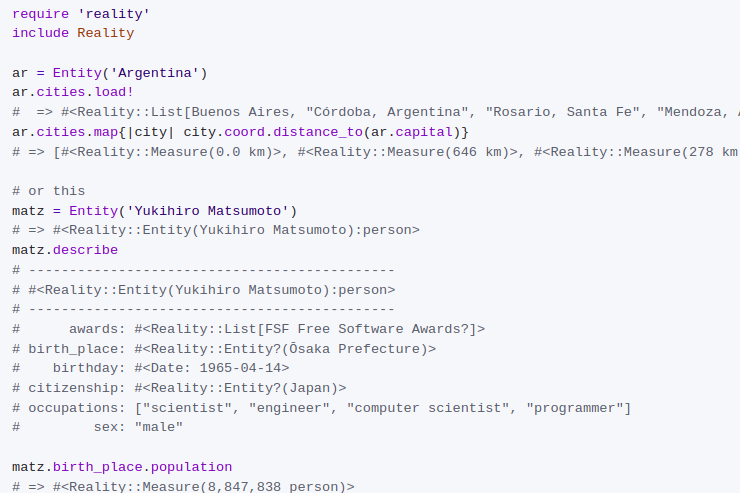 require 'reality'
include Reality

ar = Entity('Argentina')
ar.cities.load!
#  => #<Reality::List[Buenos Aires, "Córdoba, Argentina", "Rosario, Santa Fe", "Mendoza,
ar.cities.map{|city| city.coord.distance_to(ar.capital)}
# => [#<Reality::Measure(0.0 km)>, #<Reality::Measure(646 km)>, #<Reality::Measure(278 km

# or this
matz = Entity('Yukihiro Matsumoto')
# => #<Reality::Entity(Yukihiro Matsumoto):person>
matz.describe
# ---------------------------------------------
# #<Reality::Entity(Yukihiro Matsumoto):person>
# ---------------------------------------------
#      awards: #<Reality::List[FSF Free Software Awards?]>
# birth_place: #<Reality::Entity?(Ōsaka Prefecture)>
#    birthday: #<Date: 1965-04-14>
# citizenship: #<Reality::Entity?(Japan)>
# occupations: ["scientist", "engineer", "computer scientist", "programmer"]
#         sex: "male"

matz.birth_place.population
# => #<Reality::Measure(8,847,838 person)>